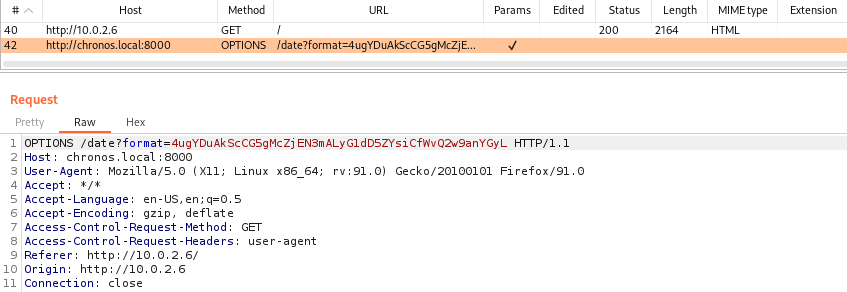 # Host Method URL Params Edited Status Length MIME type Extension
40 http://10.0.2.6 GET / 200 2164 HTML
42 http://chronos.local:8000 OPTIONS /date?format=4ugYDuAkScCG5gMcZjE... ✓
Request
Pretty Raw Hex
1 OPTIONS /date?format=4ugYDuAkScCG5gMcZjEN3mALyG1dD5ZYsiCfWvQ2w9anYGyL HTTP/1.1
2 Host: chronos.local:8000
3 User-Agent: Mozilla/5.0 (X11; Linux x86_64; rv:91.0) Gecko/20100101 Firefox/91.0
4 Accept: */*
5 Accept-Language: en-US,en;q=0.5
6 Accept-Encoding: gzip, deflate
7 Access-Control-Request-Method: GET
8 Access-Control-Request-Headers: user-agent
9 Referer: http://10.0.2.6/
10 Origin: http://10.0.2.6
11 Connection: close